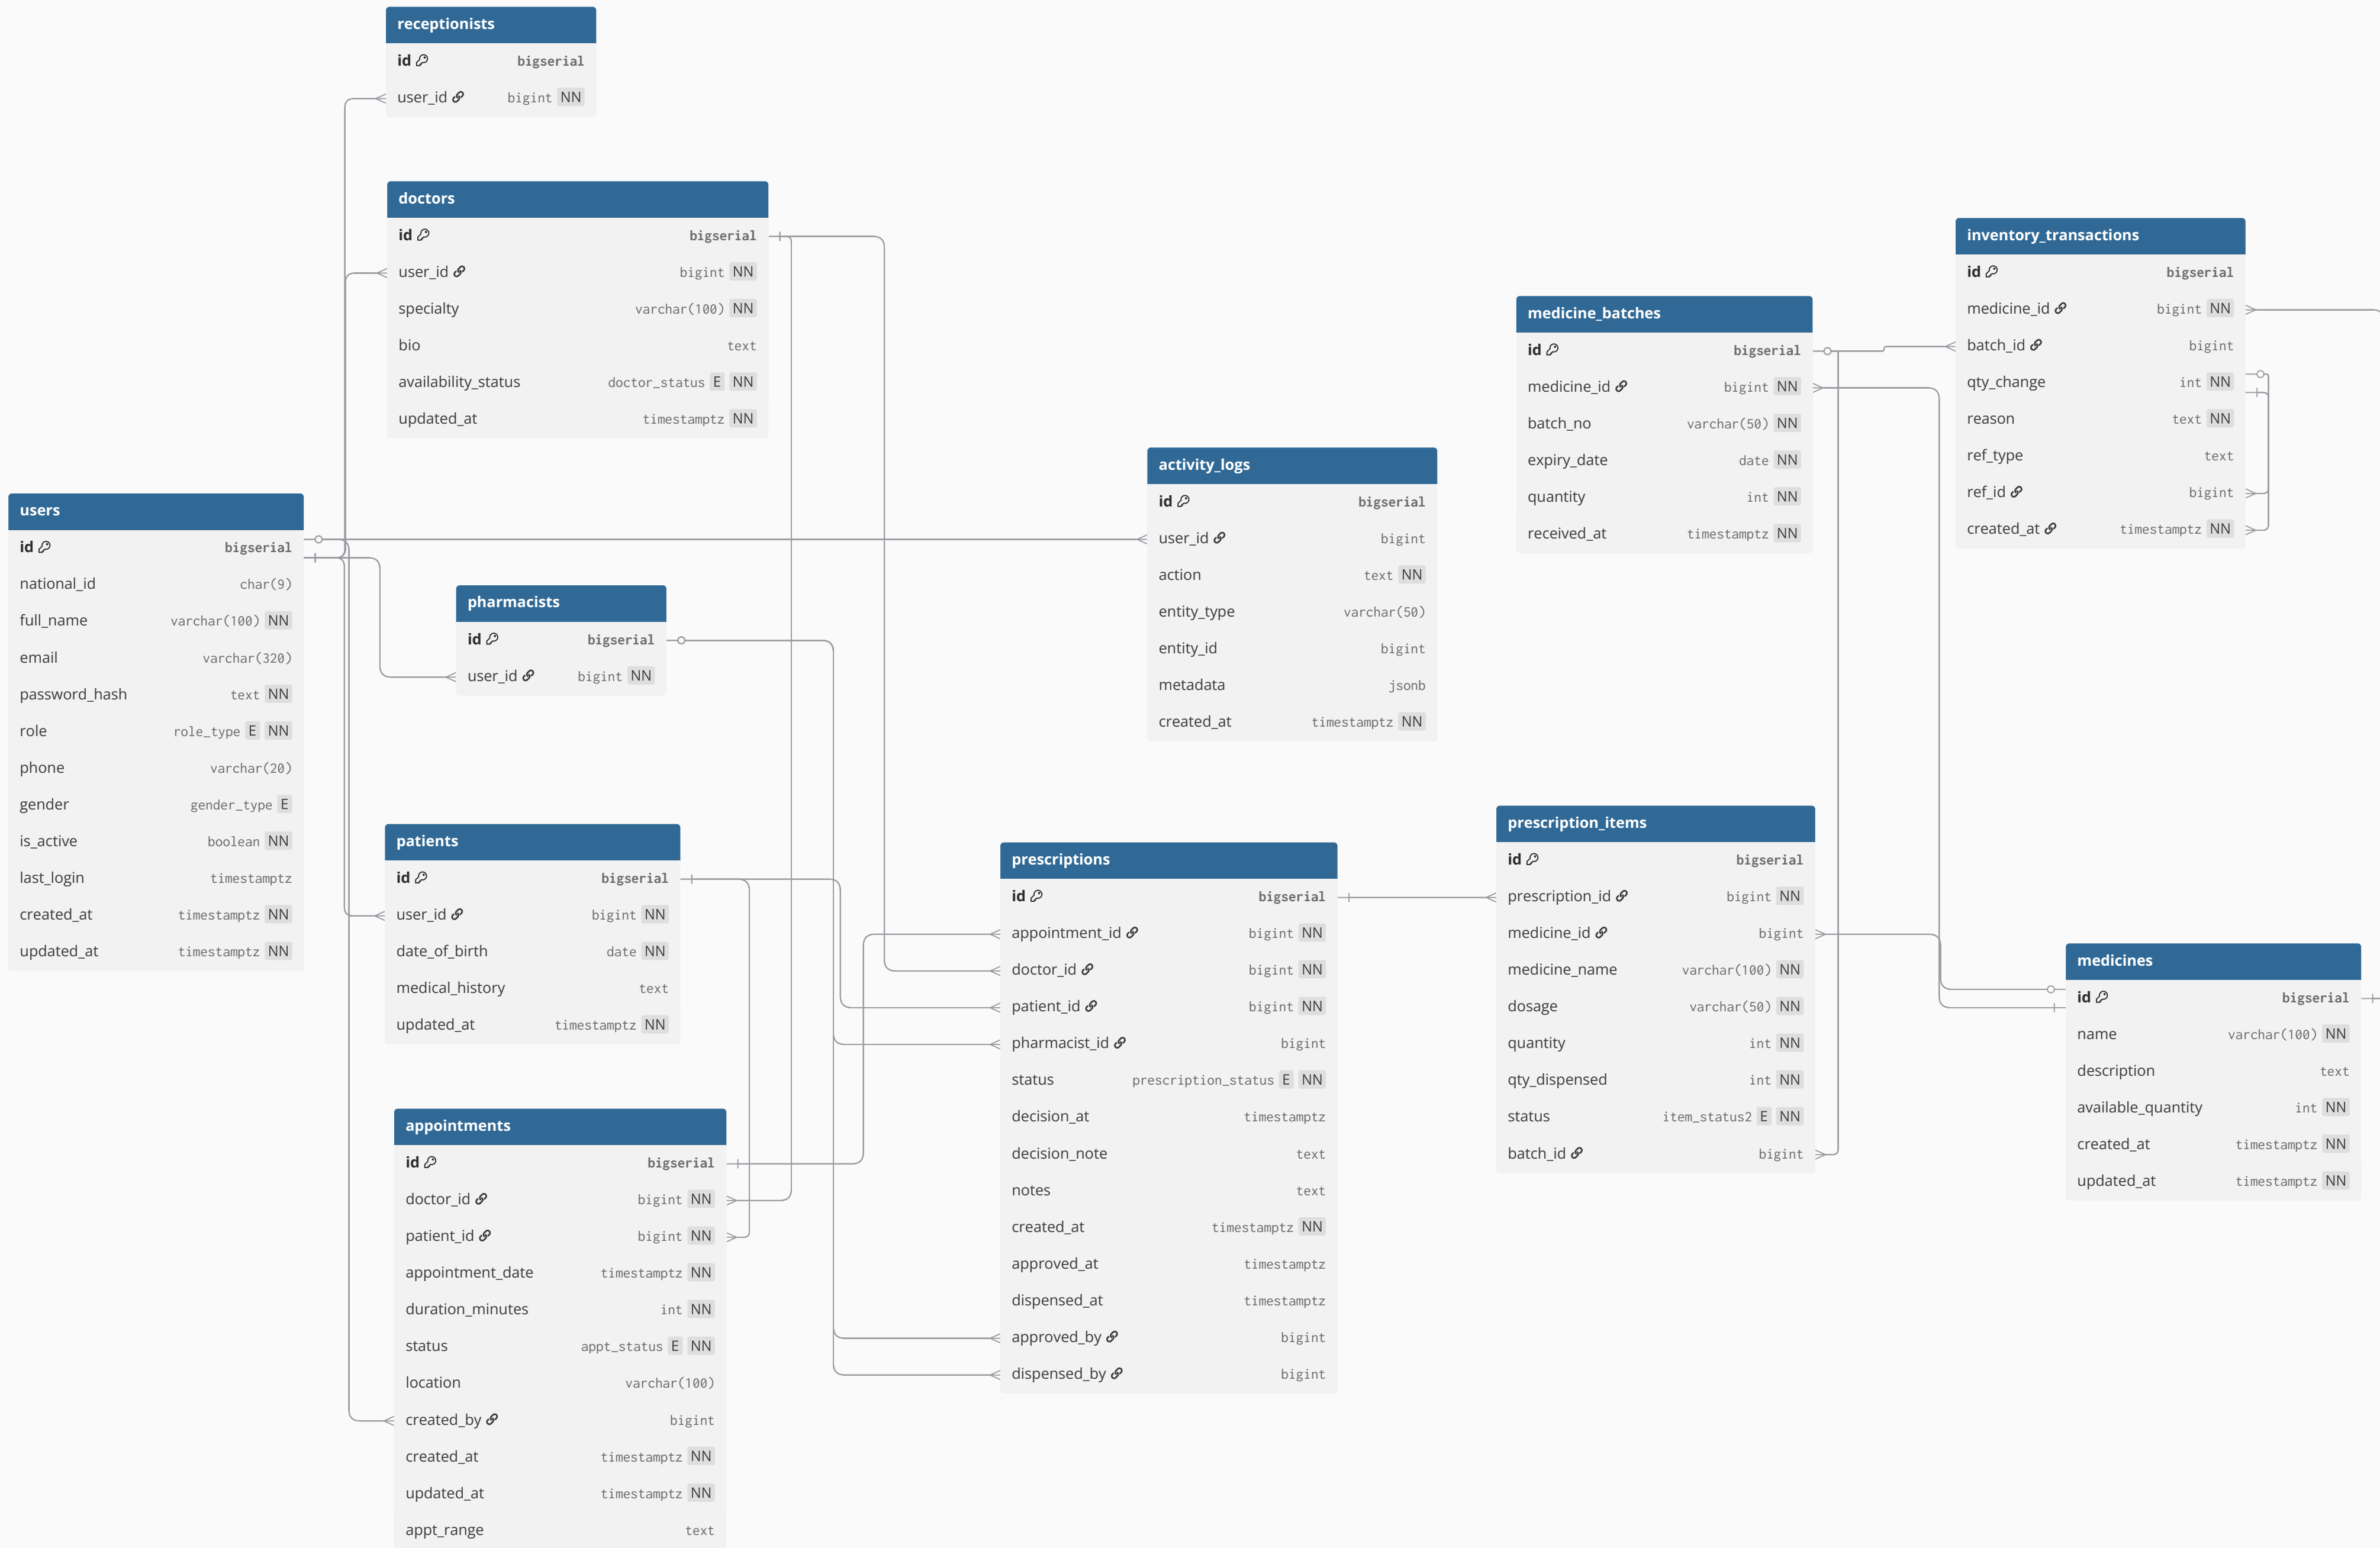 receptionists
id bigserial
user_id bigint NN
doctors
id bigserial
user_id bigint NN
specialty varchar(100) NN
bio text
availability_status doctor_status E NN
updated_at timestamptz NN
users
id bigserial
national_id char(9)
full_name varchar(100) NN
email varchar(320)
password_hash text NN
role role_type E NN
phone varchar(20)
gender gender_type E
is_active boolean NN
last_login timestamptz
created_at timestamptz NN
updated_at timestamptz NN
pharmacists
id bigserial
user_id bigint NN
patients
id bigserial
user_id bigint NN
date_of_birth date NN
medical_history text
updated_at timestamptz NN
appointments
id bigserial
doctor_id bigint NN
patient_id bigint NN
appointment_date timestamptz NN
duration_minutes int NN
status appt_status E NN
location varchar(100)
created_by bigint
created_at timestamptz NN
updated_at timestamptz NN
appt_range text
activity_logs
id bigserial
user_id bigint
action text NN
entity_type varchar(50)
entity_id bigint
metadata jsonb
created_at timestamptz NN
prescriptions
id bigserial
appointment_id bigint NN
doctor_id bigint NN
patient_id bigint NN
pharmacist_id bigint
status prescription_status E NN
decision_at timestamptz
decision_note text
notes text
created_at timestamptz NN
approved_at timestamptz
dispensed_at timestamptz
approved_by bigint
dispensed_by bigint
medicine_batches
id bigserial
medicine_id bigint NN
batch_no varchar(50) NN
expiry_date date NN
quantity int NN
received_at timestamptz NN
prescription_items
id bigserial
prescription_id bigint NN
medicine_id bigint
medicine_name varchar(100) NN
dosage varchar(50) NN
quantity int NN
qty_dispensed int NN
status item_status2 E NN
batch_id bigint
inventory_transactions
id bigserial
medicine_id bigint NN
batch_id bigint
qty_change int NN
reason text NN
ref_type text
ref_id bigint
created_at timestamptz NN
medicines
id bigserial
name varchar(100) NN
description text
available_quantity int NN
created_at timestamptz NN
updated_at timestamptz NN